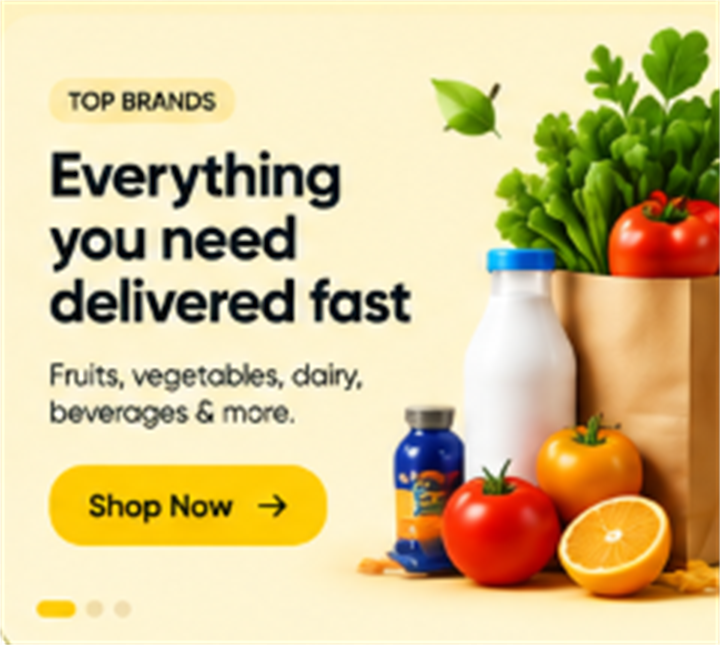 TOP BRANDS
Everything
you need
delivered fast
Fruits, vegetables, dairy,
beverages & more.
Shop Now →